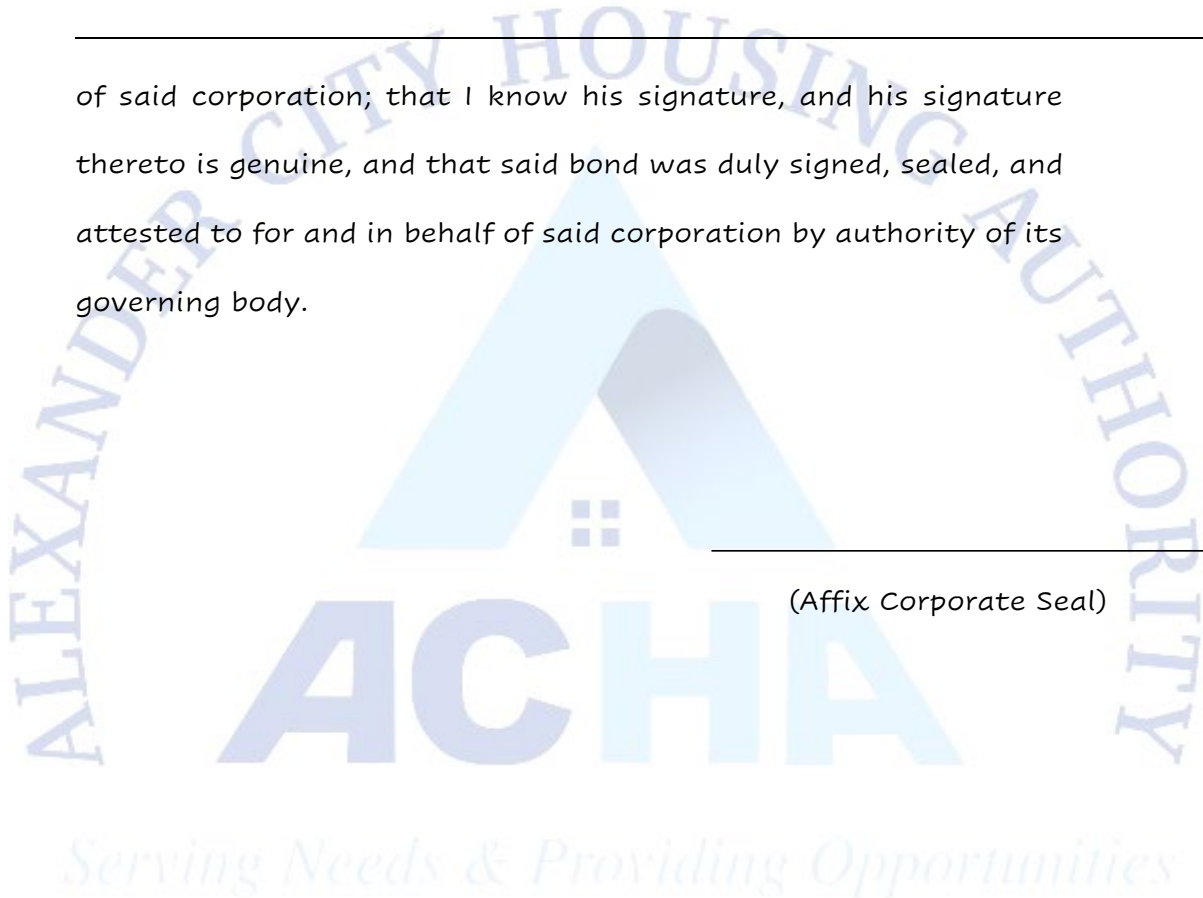 ALEXANDER CITY HOUSING AUTHORITY
of said corporation; that I know his signature, and his signature
thereto is genuine, and that said bond was duly signed, sealed, and
attested to for and in behalf of said corporation by authority of its
governing body.
(Affix Corporate Seal)
ACHA
Serving Needs & Providing Opportunities